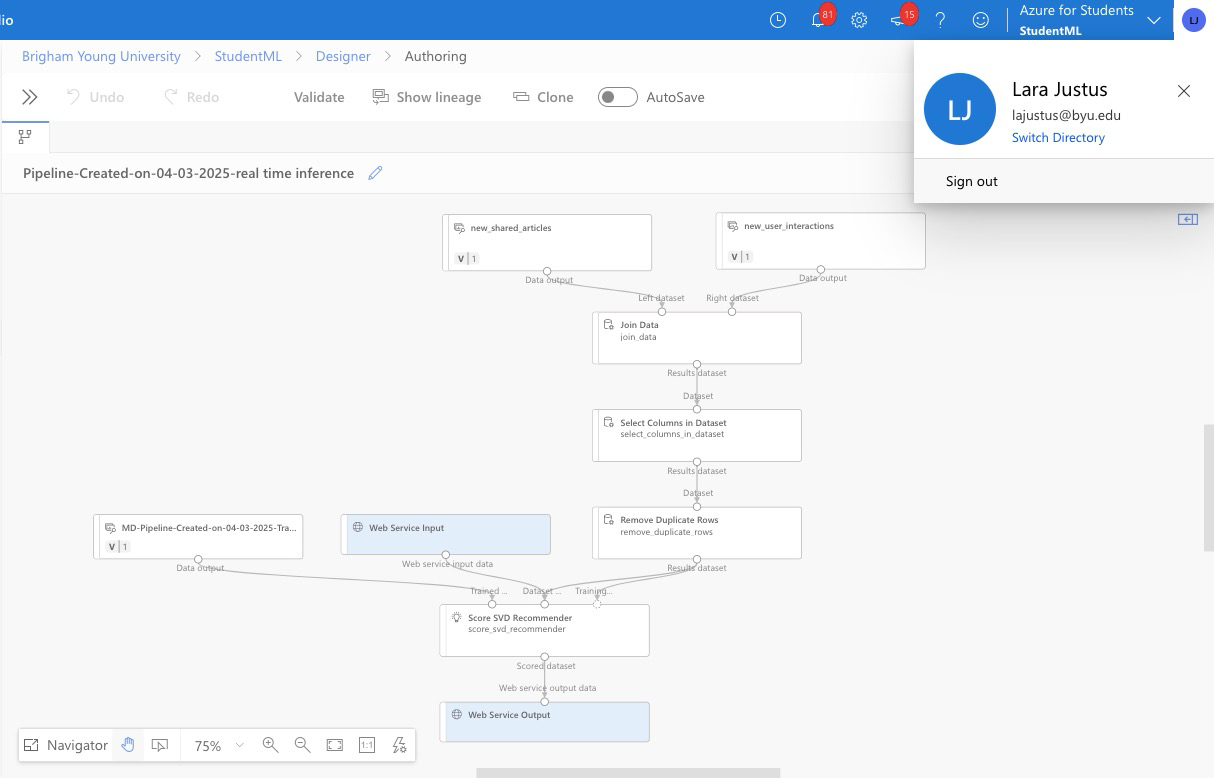 io
81
15
?
Azure for Students
StudentML
LJ
Brigham Young University > StudentML > Designer > Authoring
Undo Redo Validate Show lineage Clone AutoSave
LJ
Lara Justus
lajustus@byu.edu
Switch Directory
Sign out
Pipeline-Created-on-04-03-2025-real time inference
new_shared_articles
V | 1
Data output
new_user_interactions
V | 1
Data output
Left dataset
Right dataset
Join Data
join_data
Results dataset
Dataset
Select Columns in Dataset
select_columns_in_dataset
Results dataset
Dataset
Remove Duplicate Rows
remove_duplicate_rows
Results dataset
MD-Pipeline-Created-on-04-03-2025-Tra...
V | 1
Data output
Web Service Input
Web service input data
Trained ...
Dataset ...
Training...
Score SVD Recommender
score_svd_recommender
Scored dataset
Web service output data
Web Service Output
Navigator 75% 1:1